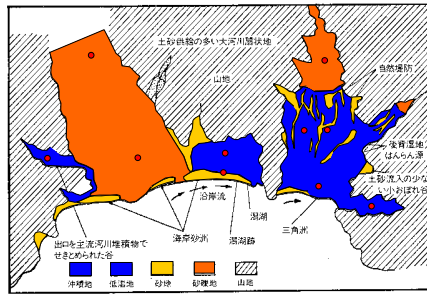 土砂供給の多い大河川扇状地
山地
自然堤防
後背湿地
はんらん源
土砂流入の少な
い小おぼれ谷
沿岸流
潟湖
三角洲
潟湖跡
海岸砂洲
出口を主流河川堆積物で
せきとめられた谷
沖積地
低湿地
砂地
砂礫地
山地